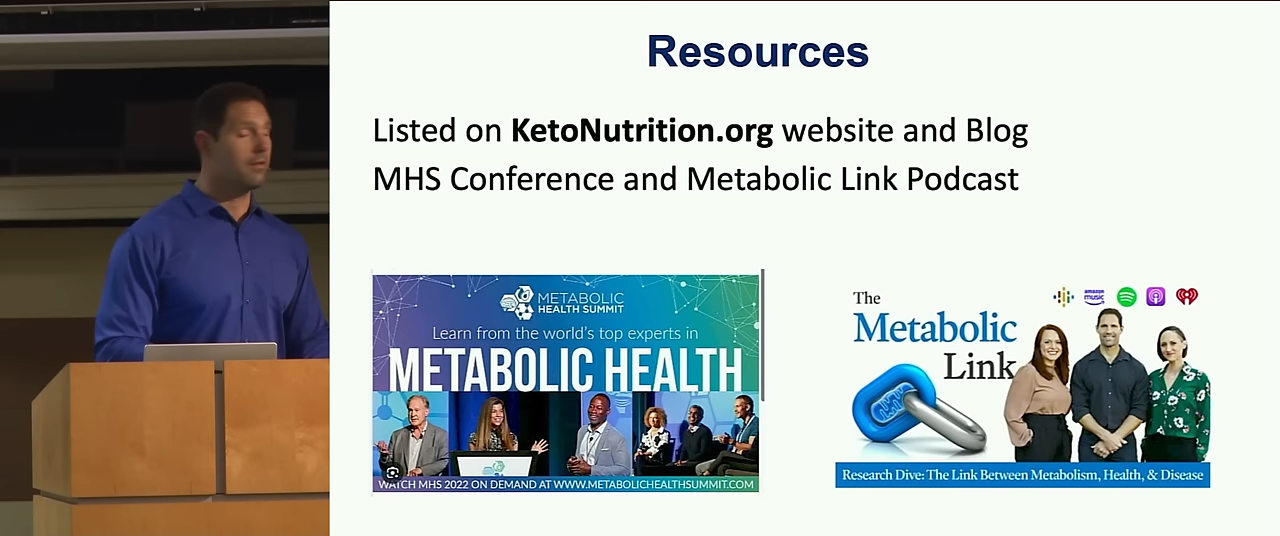 Resources
Listed on KetoNutrition.org website and Blog
MHS Conference and Metabolic Link Podcast
METABOLIC
HEALTH SUMMIT
Learn from the world's top experts in
METABOLIC HEALTH
WATCH MHS 2022 ON DEMAND AT WWW.METABOLICHEALTHSUMMIT.COM
The
Metabolic
Link
amazon
music
Research Dive: The Link Between Metabolism, Health, & Disease